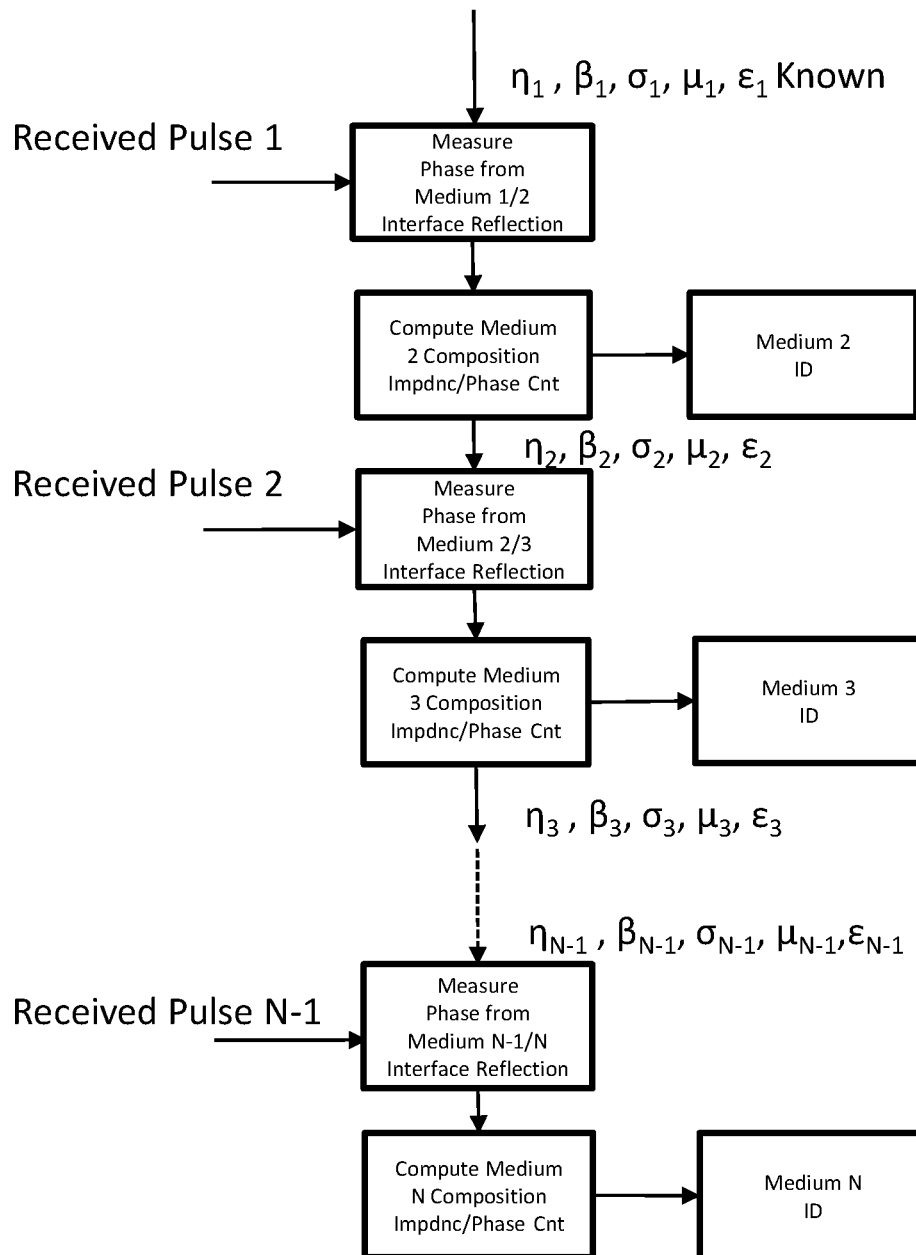 η1 , β1, σ1, μ1, ε1 Known
Received Pulse 1
Measure
Phase from
Medium 1/2
Interface Reflection
Compute Medium
2 Composition
Impdnc/Phase Cnt
Medium 2
ID
η2, β2, σ2, μ2, ε2
Received Pulse 2
Measure
Phase from
Medium 2/3
Interface Reflection
Compute Medium
3 Composition
Impdnc/Phase Cnt
Medium 3
ID
η3 , β3, σ3, μ3, ε3
ηN-1 , βN-1, σN-1, μN-1,εN-1
Received Pulse N-1
Measure
Phase from
Medium N-1/N
Interface Reflection
Compute Medium
N Composition
Impdnc/Phase Cnt
Medium N
ID